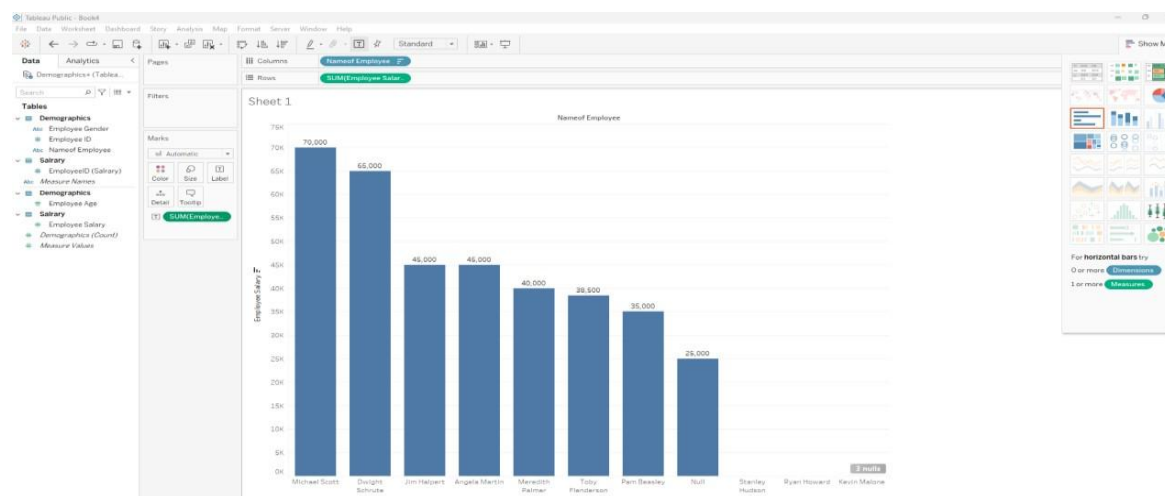 Tableau Public - Book4
File Data Worksheet Dashboard Story Analysis Map Format Server Window Help
Standard
Show M
Data Analytics
Demographics+ (Tablea...
Search
Tables
Demographics
Abc Employee Gender
Employee ID
Abc Nameof Employee
Salrary
EmployeeID (Salrary)
Abc Measure Names
Demographics
Employee Age
Salrary
Employee Salary
Demographics (Count)
Measure Values
Pages
Filters
Marks
Automatic
Color Size Label
Detail Tooltip
SUM(Employe..
Columns Nameof Employee
Rows SUM(Employee Salar..
Sheet 1
Nameof Employee
Employee Salary
75K
70K
65K
60K
55K
50K
45K
40K
35K
30K
25K
20K
15K
10K
5K
0K
70,000
65,000
45,000
45,000
40,000
38,500
35,000
25,000
3 nulls
Michael Scott
Dwight
Schrute
Jim Halpert
Angela Martin
Meredith
Palmer
Toby
Flenderson
Pam Beasley
Null
Stanley
Hudson
Ryan Howard
Kevin Malone
For horizontal bars try
0 or more Dimensions
1 or more Measures